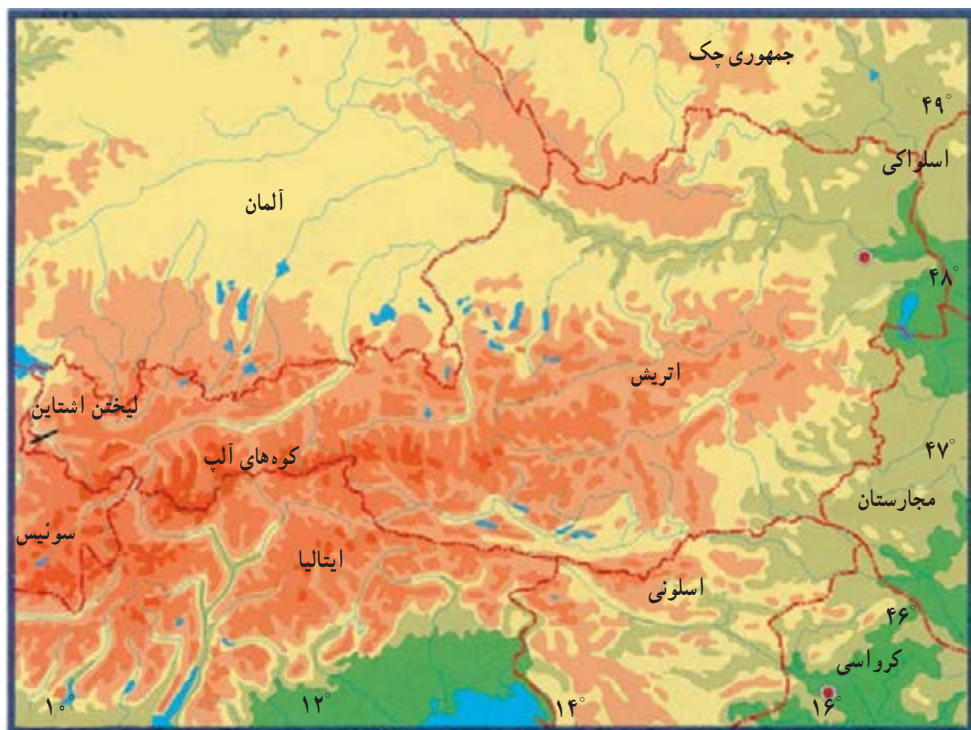 جمهوری چک
۴۹°
اسلواکی
آلمان
۴۸°
اتریش
لیختن اشتاین
کوه‌های آلپ
۴۷°
مجارستان
سوئیس
ایتالیا
اسلونی
۴۶°
کرواسی
۱۰°
۱۲°
۱۴°
۱۶°